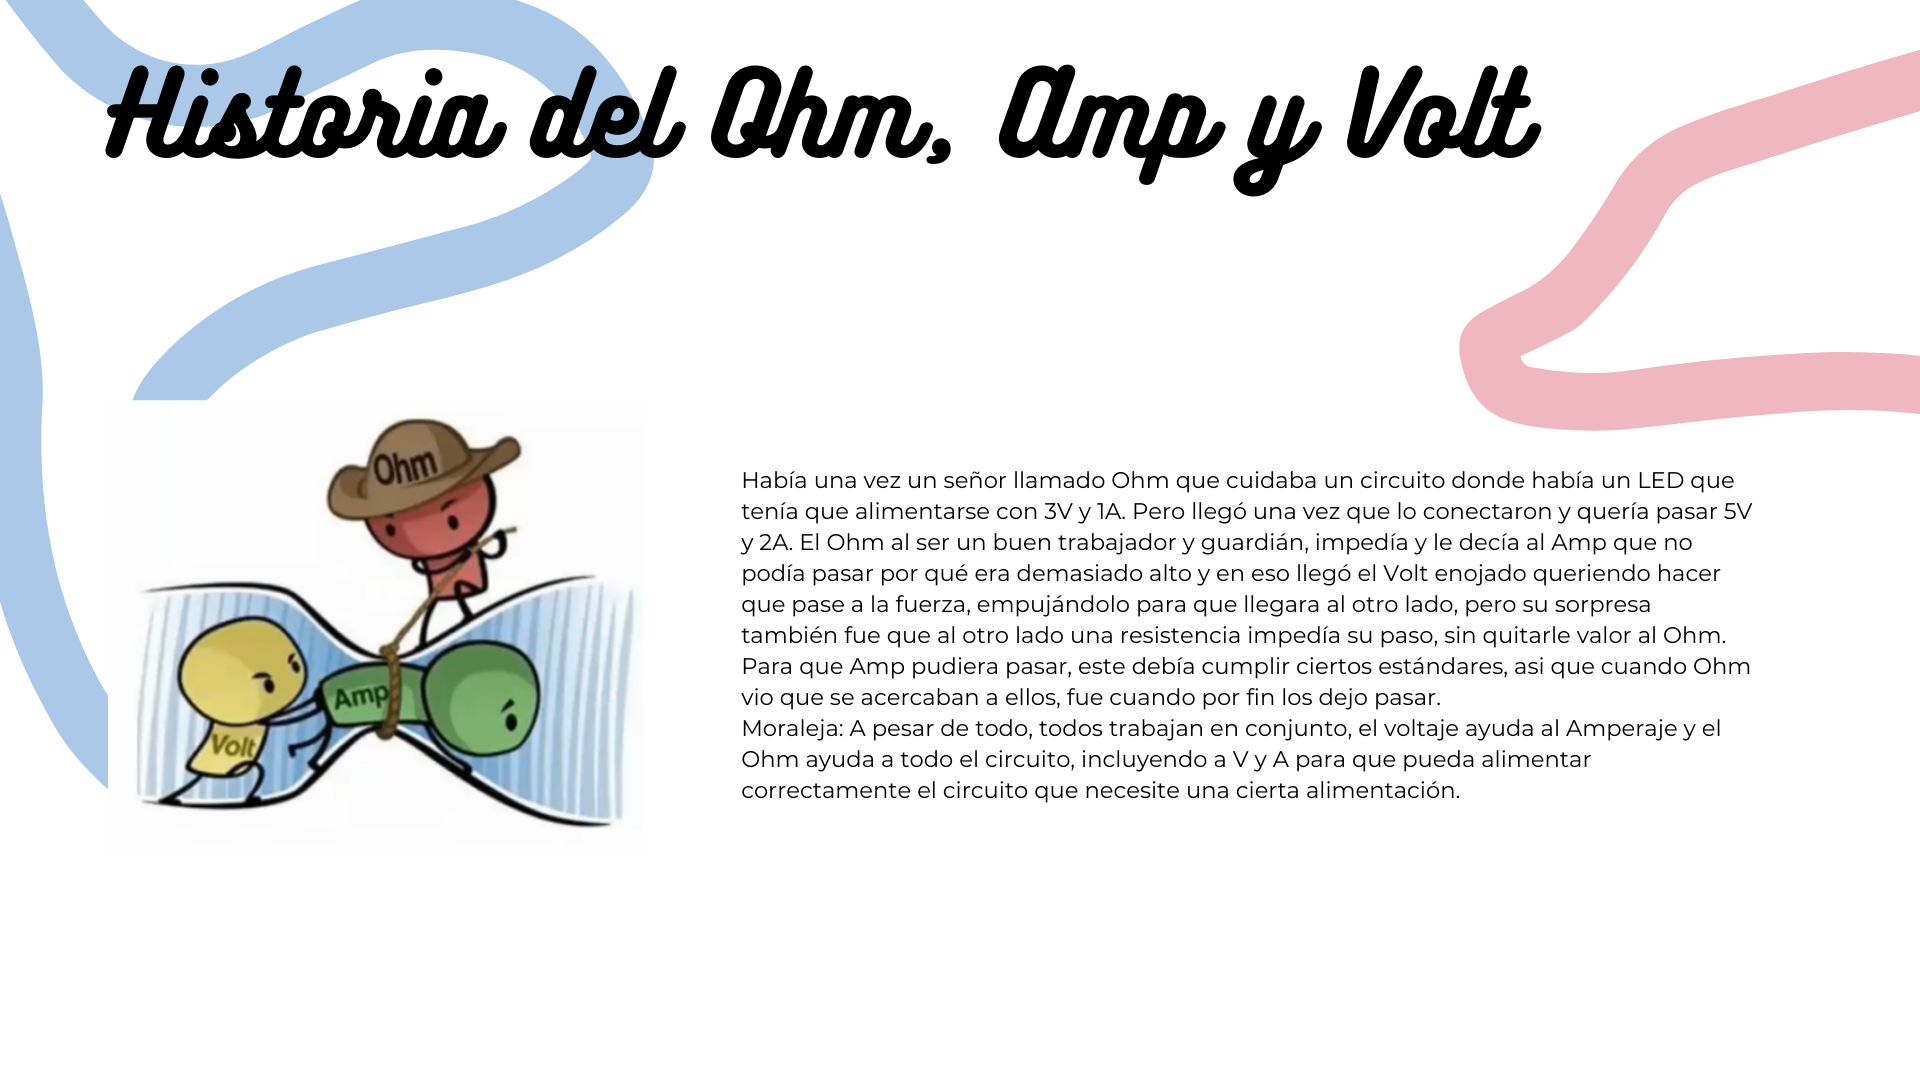 Historia del Ohm, Amp y Volt
Ohm
Amp
Volt
Había una vez un señor llamado Ohm que cuidaba un circuito donde había un LED que
tenía que alimentarse con 3V y 1A. Pero llegó una vez que lo conectaron y quería pasar 5V
y 2A. El Ohm al ser un buen trabajador y guardián, impedía y le decía al Amp que no
podía pasar por qué era demasiado alto y en eso llegó el Volt enojado queriendo hacer
que pase a la fuerza, empujándolo para que llegara al otro lado, pero su sorpresa
también fue que al otro lado una resistencia impedía su paso, sin quitarle valor al Ohm.
Para que Amp pudiera pasar, este debía cumplir ciertos estándares, asi que cuando Ohm
vio que se acercaban a ellos, fue cuando por fin los dejo pasar.
Moraleja: A pesar de todo, todos trabajan en conjunto, el voltaje ayuda al Amperaje y el
Ohm ayuda a todo el circuito, incluyendo a V y A para que pueda alimentar
correctamente el circuito que necesite una cierta alimentación.